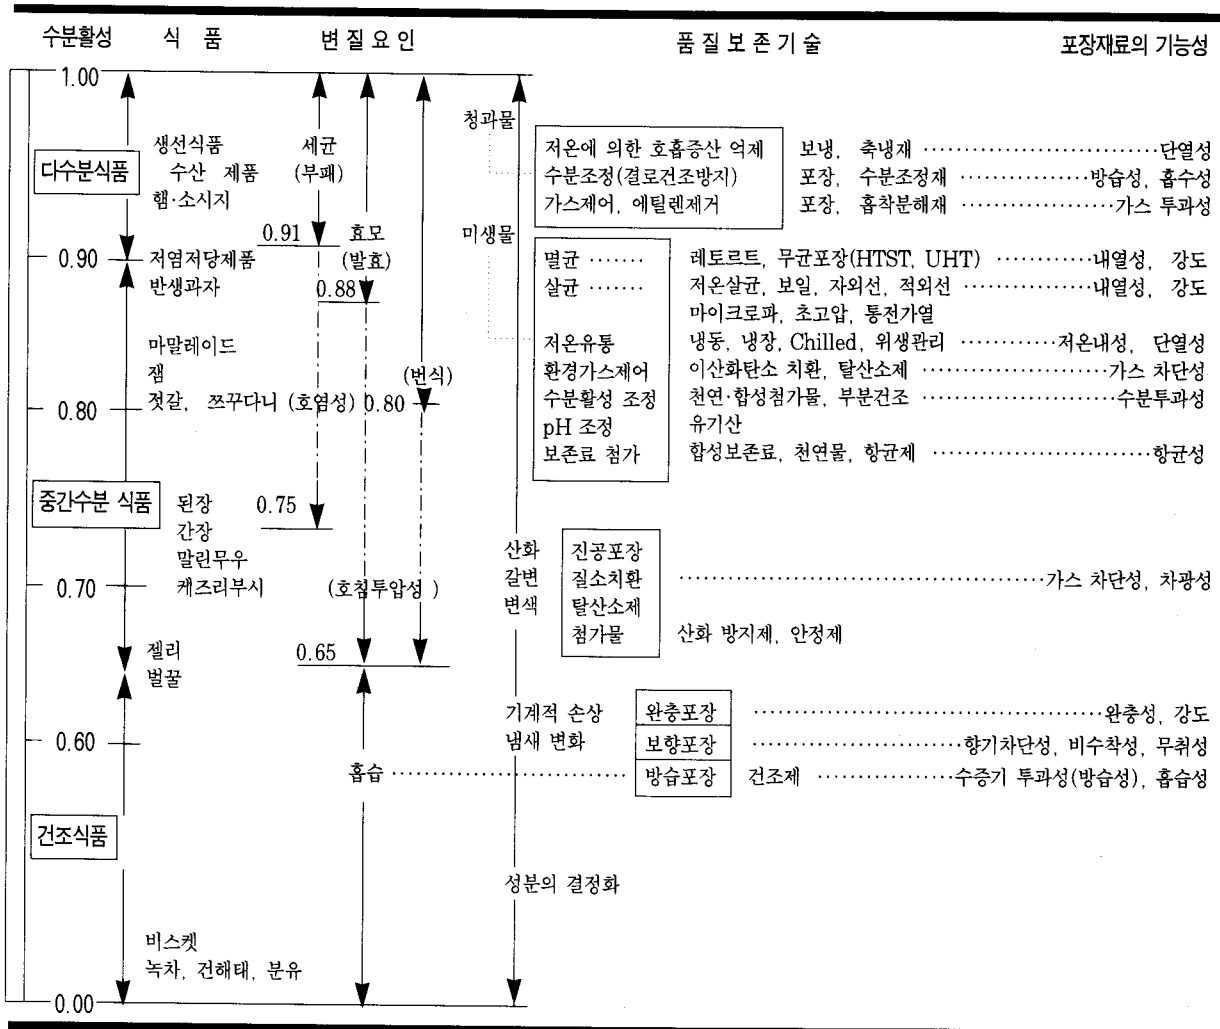 수분활성 식 품 변 질 요 인 품 질 보 존 기 술 포장재료의 기능성
1.00
청과물
생선식품 세균
수산 제품 (부패)
햄·소시지
다수분식품
저온에 의한 호흡증산 억제 보냉, 축냉재 ······ 단열성
수분조정(결로건조방지) 포장, 수분조정재 ······ 방습성, 흡수성
가스제어, 에틸렌제거 포장, 흡착분해재 ······ 가스 투과성
0.91 효모 미생물
0.90 저염저당제품 (발효)
반생과자 0.88
멸균 ······· 레토르트, 무균포장(HTST, UHT) ······ 내열성, 강도
살균 ······· 저온살균, 보일, 자외선, 적외선 ······ 내열성, 강도
마이크로파, 초고압, 통전가열
저온유통 냉동, 냉장, Chilled, 위생관리 ······ 저온내성, 단열성
환경가스제어 이산화탄소 치환, 탈산소제 ······ 가스 차단성
수분활성 조정 천연·합성첨가물, 부분건조 ······ 수분투과성
pH 조정 유기산
보존료 첨가 합성보존료, 천연물, 항균제 ······ 항균성
마말레이드
잼 (번식)
0.80 젓갈, 쯔꾸다니 (호염성) 0.80
중간수분 식품 된장 0.75
간장
말린무우
0.70 케즈리부시 (호침투압성 )
산화 진공포장
갈변 질소치환 ······ 가스 차단성, 차광성
변색 탈산소제
첨가물 산화 방지제, 안정제
젤리 0.65
벌꿀
기계적 손상 완충포장 ······ 완충성, 강도
0.60 냄새 변화 보향포장 ······ 향기차단성, 비수착성, 무취성
흡습 ······ 방습포장 건조제 ······ 수증기 투과성(방습성), 흡습성
건조식품
성분의 결정화
비스켓
녹차, 건해태, 분유
0.00